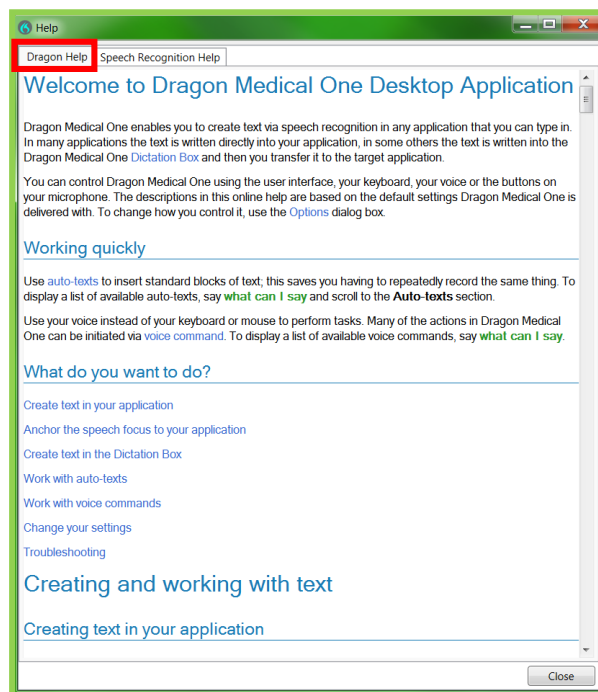 Help
Dragon Help
Speech Recognition Help
Welcome to Dragon Medical One Desktop Application
Dragon Medical One enables you to create text via speech recognition in any application that you can type in.
In many applications the text is written directly into your application, in some others the text is written into the
Dragon Medical One Dictation Box and then you transfer it to the target application.
You can control Dragon Medical One using the user interface, your keyboard, your voice or the buttons on
your microphone. The descriptions in this online help are based on the default settings Dragon Medical One is
delivered with. To change how you control it, use the Options dialog box.
Working quickly
Use auto-texts to insert standard blocks of text; this saves you having to repeatedly record the same thing. To
display a list of available auto-texts, say what can I say and scroll to the Auto-texts section.
Use your voice instead of your keyboard or mouse to perform tasks. Many of the actions in Dragon Medical
One can be initiated via voice command. To display a list of available voice commands, say what can I say.
What do you want to do?
Create text in your application
Anchor the speech focus to your application
Create text in the Dictation Box
Work with auto-texts
Work with voice commands
Change your settings
Troubleshooting
Creating and working with text
Creating text in your application
Close